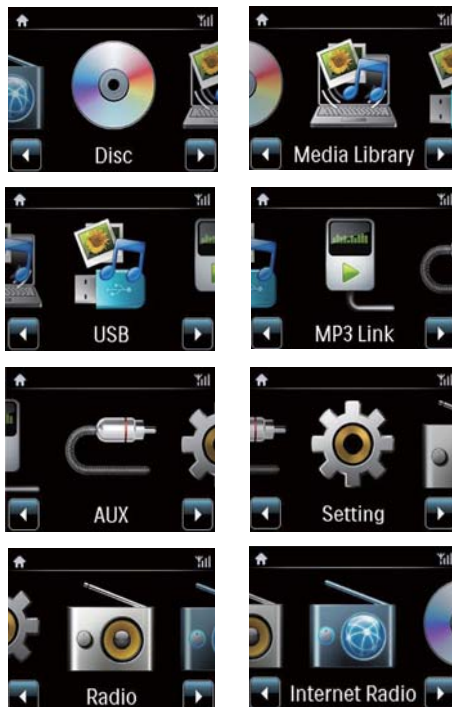 Disc
Media Library
USB
MP3 Link
AUX
Setting
Radio
Internet Radio